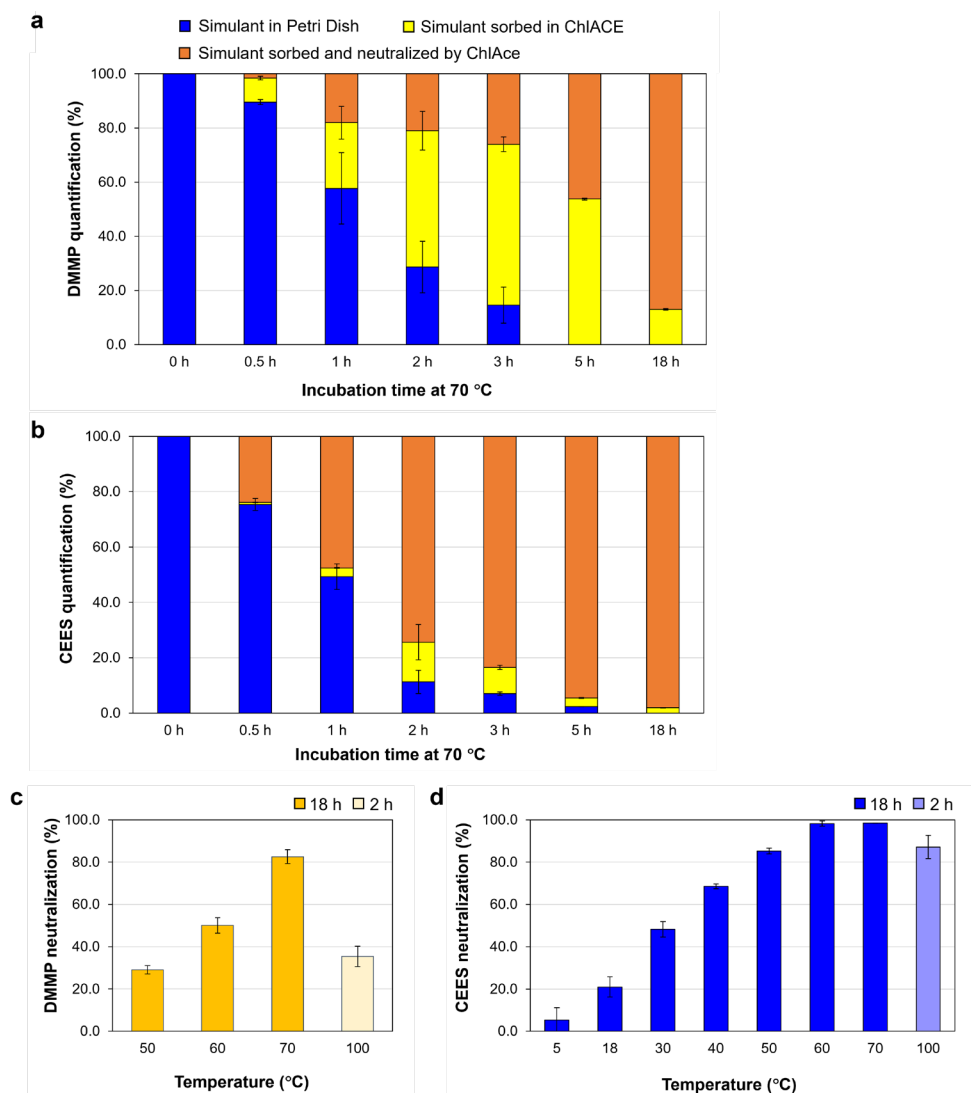 a
Simulant in Petri Dish Simulant sorbed in ChlACE
Simulant sorbed and neutralized by ChlAce
DMMP quantification (%)
100.0
80.0
60.0
40.0
20.0
0.0
0 h 0.5 h 1 h 2 h 3 h 5 h 18 h
Incubation time at 70 °C
b
CEES quantification (%)
100.0
80.0
60.0
40.0
20.0
0.0
0 h 0.5 h 1 h 2 h 3 h 5 h 18 h
Incubation time at 70 °C
c
18 h 2 h
DMMP neutralization (%)
100.0
80.0
60.0
40.0
20.0
0.0
50 60 70 100
Temperature (°C)
d
18 h 2 h
CEES neutralization (%)
100.0
80.0
60.0
40.0
20.0
0.0
5 18 30 40 50 60 70 100
Temperature (°C)